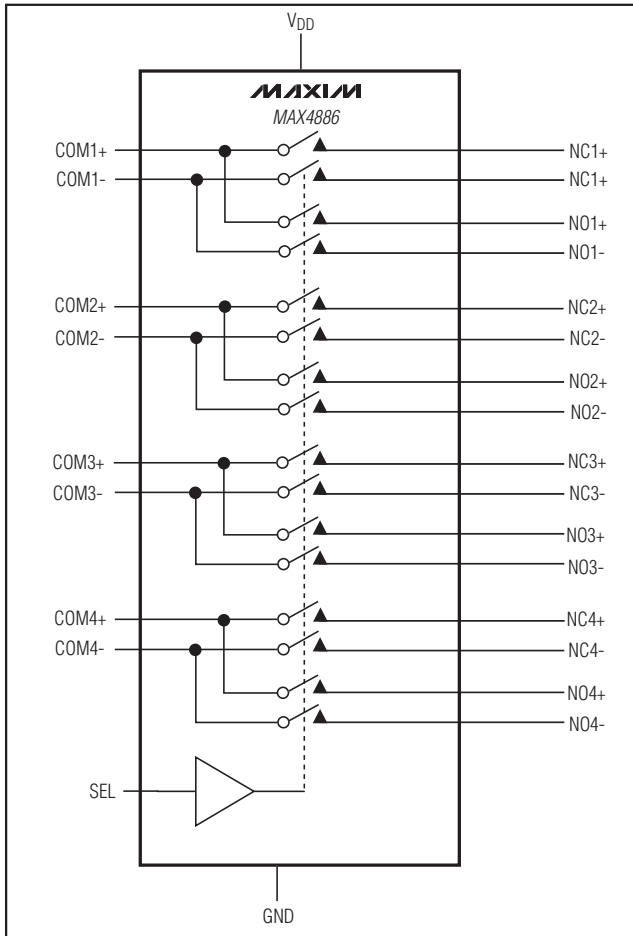 VDD
MAXIM
MAX4886
COM1+ NC1+
COM1- NC1+
NO1+
NO1-
COM2+ NC2+
COM2- NC2-
NO2+
NO2-
COM3+ NC3+
COM3- NC3-
NO3+
NO3-
COM4+ NC4+
COM4- NC4-
NO4+
NO4-
SEL
GND